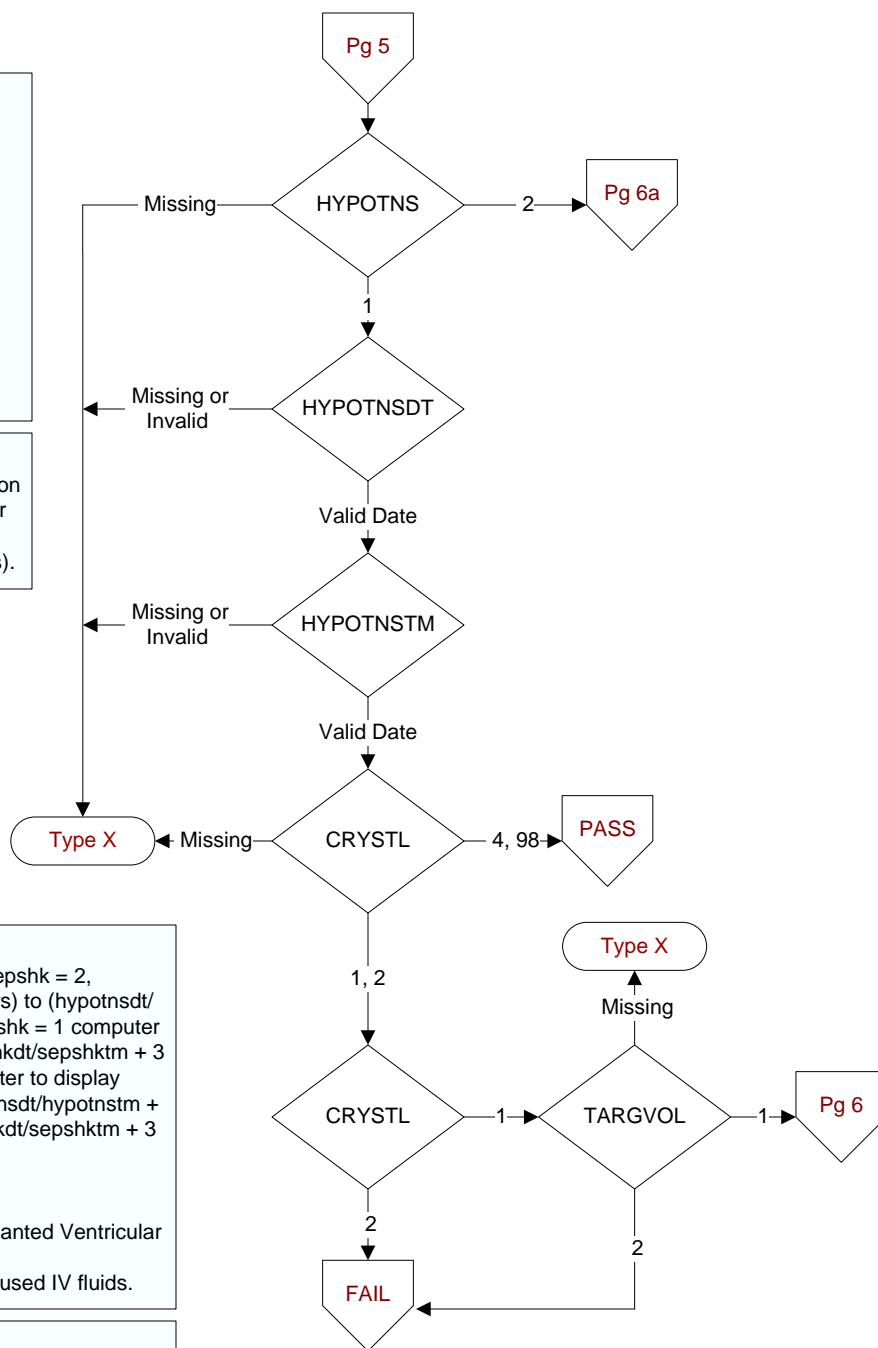 Pg 5
Missing
HYPOTNS
2
Pg 6a
1
Missing or
Invalid
HYPOTNSDT
on
r
s).
Valid Date
Missing or
Invalid
HYPOTNSTM
Valid Date
Type X
Missing
CRYSTL
4, 98
PASS
epshk = 2,
rs) to (hypotnsdt/
shk = 1 computer
hkdt/sepshktm + 3
ter to display
nsdt/hypotnstm +
kdt/sepshktm + 3
anted Ventricular
used IV fluids.
1, 2
Type X
Missing
CRYSTL
1
TARGVOL
1
Pg 6
2
2
FAIL